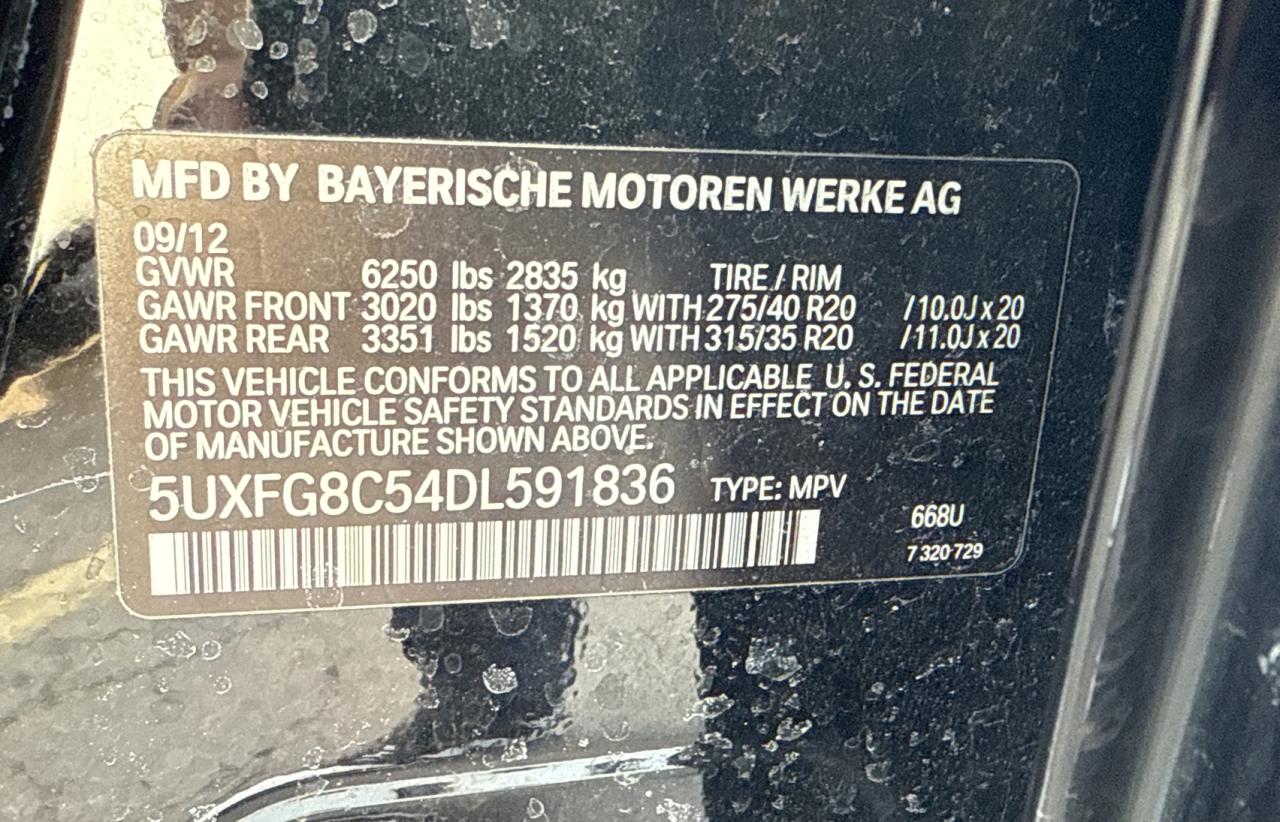 MFD BY BAYERISCHE MOTOREN WERKE AG
09/12
GVWR 6250 lbs 2835 kg TIRE / RIM
GAWR FRONT 3020 lbs 1370 kg WITH 275/40 R20 /10.0J x 20
GAWR REAR 3351 lbs 1520 kg WITH 315/35 R20 /11.0J x 20
THIS VEHICLE CONFORMS TO ALL APPLICABLE U. S. FEDERAL
MOTOR VEHICLE SAFETY STANDARDS IN EFFECT ON THE DATE
OF MANUFACTURE SHOWN ABOVE.
5UXFG8C54DL591836 TYPE: MPV
668U
7 320 729